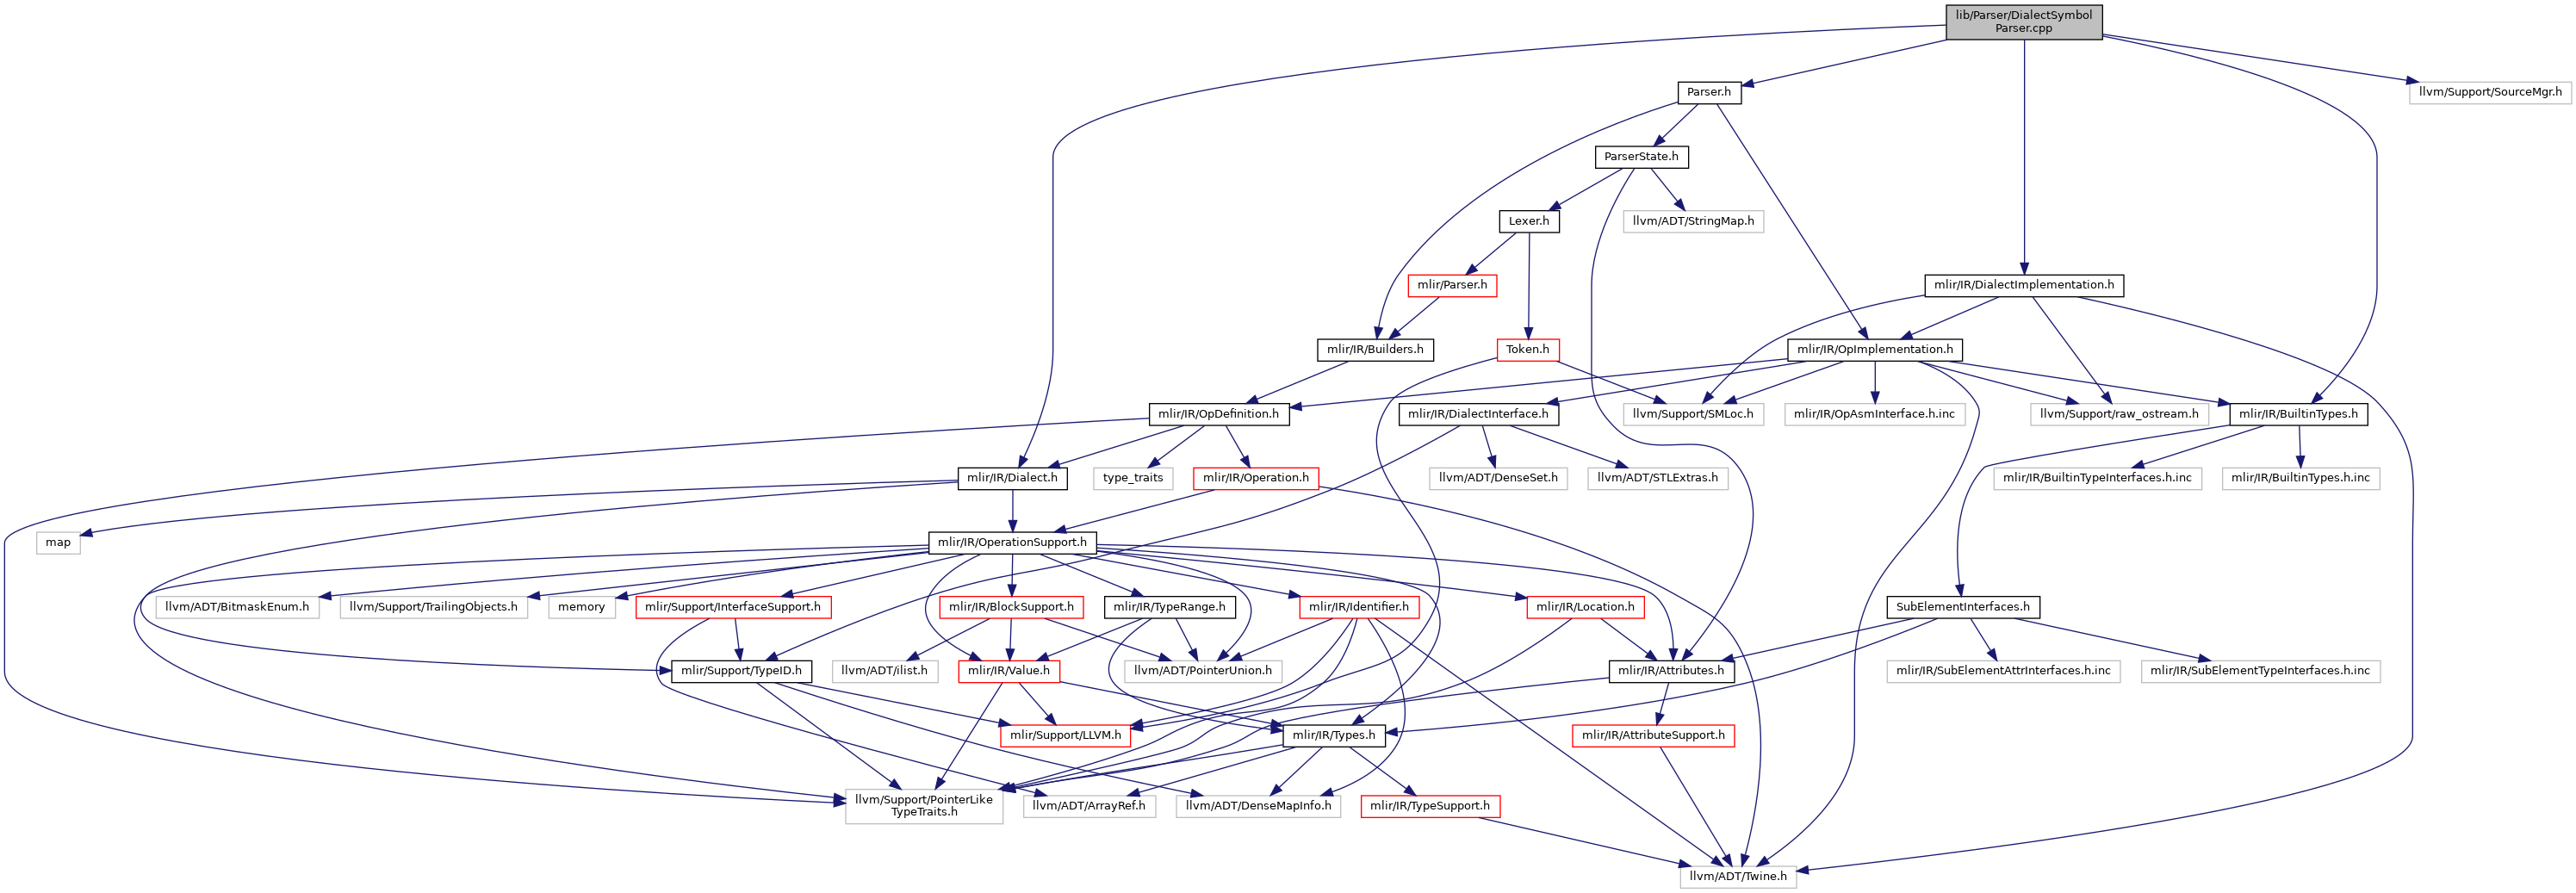 lib/Parser/DialectSymbol
Parser.cpp
Parser.h
llvm/Support/SourceMgr.h
ParserState.h
Lexer.h
llvm/ADT/StringMap.h
mlir/Parser.h
mlir/IR/DialectImplementation.h
mlir/IR/Builders.h
Token.h
mlir/IR/OpImplementation.h
mlir/IR/OpDefinition.h
mlir/IR/DialectInterface.h
llvm/Support/SMLoc.h
mlir/IR/OpAsmInterface.h.inc
llvm/Support/raw_ostream.h
mlir/IR/BuiltinTypes.h
mlir/IR/Dialect.h
type_traits
mlir/IR/Operation.h
llvm/ADT/DenseSet.h
llvm/ADT/STLExtras.h
mlir/IR/BuiltinTypeInterfaces.h.inc
mlir/IR/BuiltinTypes.h.inc
map
mlir/IR/OperationSupport.h
llvm/ADT/BitmaskEnum.h
llvm/Support/TrailingObjects.h
memory
mlir/Support/InterfaceSupport.h
mlir/IR/BlockSupport.h
mlir/IR/TypeRange.h
mlir/IR/Identifier.h
mlir/IR/Location.h
SubElementInterfaces.h
mlir/Support/TypeID.h
llvm/ADT/ilist.h
mlir/IR/Value.h
llvm/ADT/PointerUnion.h
mlir/IR/Attributes.h
mlir/IR/SubElementAttrInterfaces.h.inc
mlir/IR/SubElementTypeInterfaces.h.inc
mlir/Support/LLVM.h
mlir/IR/Types.h
mlir/IR/AttributeSupport.h
llvm/Support/PointerLike
TypeTraits.h
llvm/ADT/ArrayRef.h
llvm/ADT/DenseMapInfo.h
mlir/IR/TypeSupport.h
llvm/ADT/Twine.h